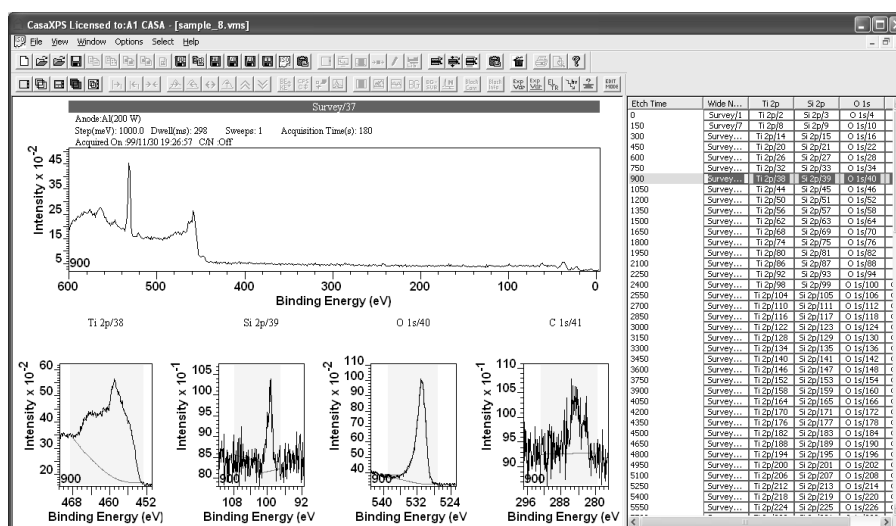 CasaXPS Licensed to:A1 CASA - [sample_8.vms]
File View Window Options Select Help
Survey/37
Anode:Al(200 W)
Step(meV): 1000.0 Dwell(ms): 298 Sweeps: 1 Acquisition Time(s): 180
Acquired On :99/11/30 19:26:57 C/N :Off
Intensity x 10^-2
45
35
25
15
5
900
600 500 400 300 200 100 0
Binding Energy (eV)
Ti 2p/38 Si 2p/39 O 1s/40 C 1s/41
Intensity x 10^-2
60
50
40
30
20
900
468 460 452
Binding Energy (eV)
Intensity x 10^-1
105
100
95
90
85
80
900
108 100 92
Binding Energy (eV)
Intensity x 10^-2
110
100
90
80
70
60
50
40
900
540 532 524
Binding Energy (eV)
Intensity x 10^-1
110
105
100
95
90
900
296 288 280
Binding Energy (eV)
Etch Time Wide N... Ti 2p Si 2p O 1s
0 Survey/1 Ti 2p/2 Si 2p/3 O 1s/4
150 Survey/7 Ti 2p/8 Si 2p/9 O 1s/10
300 Survey... Ti 2p/14 Si 2p/15 O 1s/16
450 Survey... Ti 2p/20 Si 2p/21 O 1s/22
600 Survey... Ti 2p/26 Si 2p/27 O 1s/28
750 Survey... Ti 2p/32 Si 2p/33 O 1s/34
900 Survey... Ti 2p/38 Si 2p/39 O 1s/40
1050 Survey... Ti 2p/44 Si 2p/45 O 1s/46
1200 Survey... Ti 2p/50 Si 2p/51 O 1s/52
1350 Survey... Ti 2p/56 Si 2p/57 O 1s/58
1500 Survey... Ti 2p/62 Si 2p/63 O 1s/64
1650 Survey... Ti 2p/68 Si 2p/69 O 1s/70
1800 Survey... Ti 2p/74 Si 2p/75 O 1s/76
1950 Survey... Ti 2p/80 Si 2p/81 O 1s/82
2100 Survey... Ti 2p/86 Si 2p/87 O 1s/88
2250 Survey... Ti 2p/92 Si 2p/93 O 1s/94
2400 Survey... Ti 2p/98 Si 2p/99 O 1s/100
2550 Survey... Ti 2p/104 Si 2p/105 O 1s/106
2700 Survey... Ti 2p/110 Si 2p/111 O 1s/112
2850 Survey... Ti 2p/116 Si 2p/117 O 1s/118
3000 Survey... Ti 2p/122 Si 2p/123 O 1s/124
3150 Survey... Ti 2p/128 Si 2p/129 O 1s/130
3300 Survey... Ti 2p/134 Si 2p/135 O 1s/136
3450 Survey... Ti 2p/140 Si 2p/141 O 1s/142
3600 Survey... Ti 2p/146 Si 2p/147 O 1s/148
3750 Survey... Ti 2p/152 Si 2p/153 O 1s/154
3900 Survey... Ti 2p/158 Si 2p/159 O 1s/160
4050 Survey... Ti 2p/164 Si 2p/165 O 1s/166
4200 Survey... Ti 2p/170 Si 2p/171 O 1s/172
4350 Survey... Ti 2p/176 Si 2p/177 O 1s/178
4500 Survey... Ti 2p/182 Si 2p/183 O 1s/184
4650 Survey... Ti 2p/188 Si 2p/189 O 1s/190
4800 Survey... Ti 2p/194 Si 2p/195 O 1s/196
4950 Survey... Ti 2p/200 Si 2p/201 O 1s/202
5100 Survey... Ti 2p/206 Si 2p/207 O 1s/208
5250 Survey... Ti 2p/212 Si 2p/213 O 1s/214
5400 Survey... Ti 2p/218 Si 2p/219 O 1s/220
5550 Survey... Ti 2p/224 Si 2p/225 O 1s/226